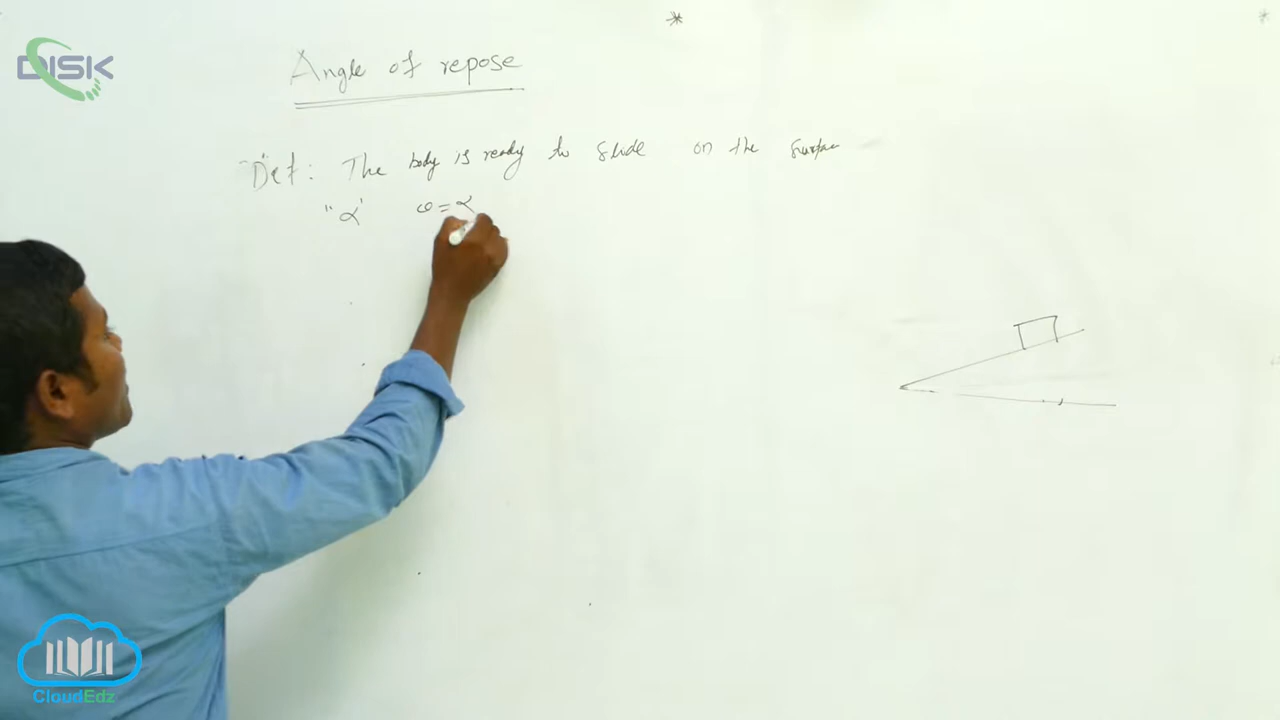 DISK
Angle of repose
Def: The body is ready to slide on the surface
"α" φ = α
CloudEdz